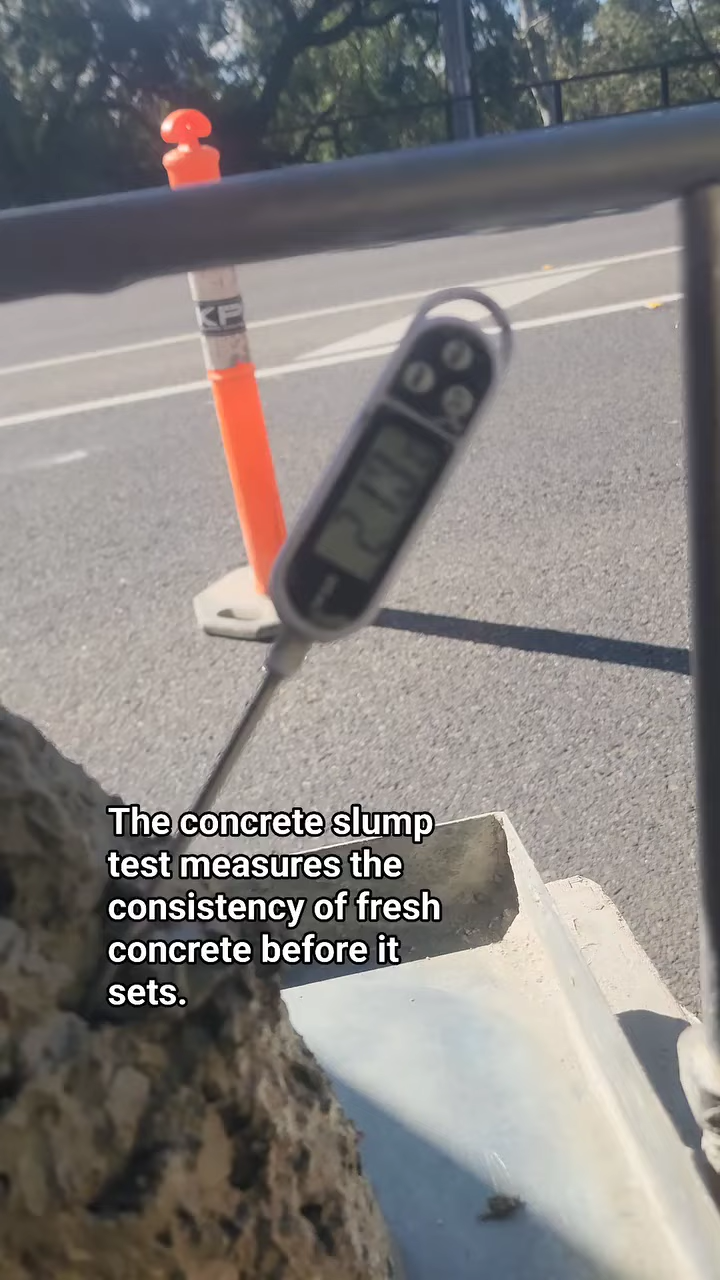 KP
The concrete slump
test measures the
consistency of fresh
concrete before it
sets.